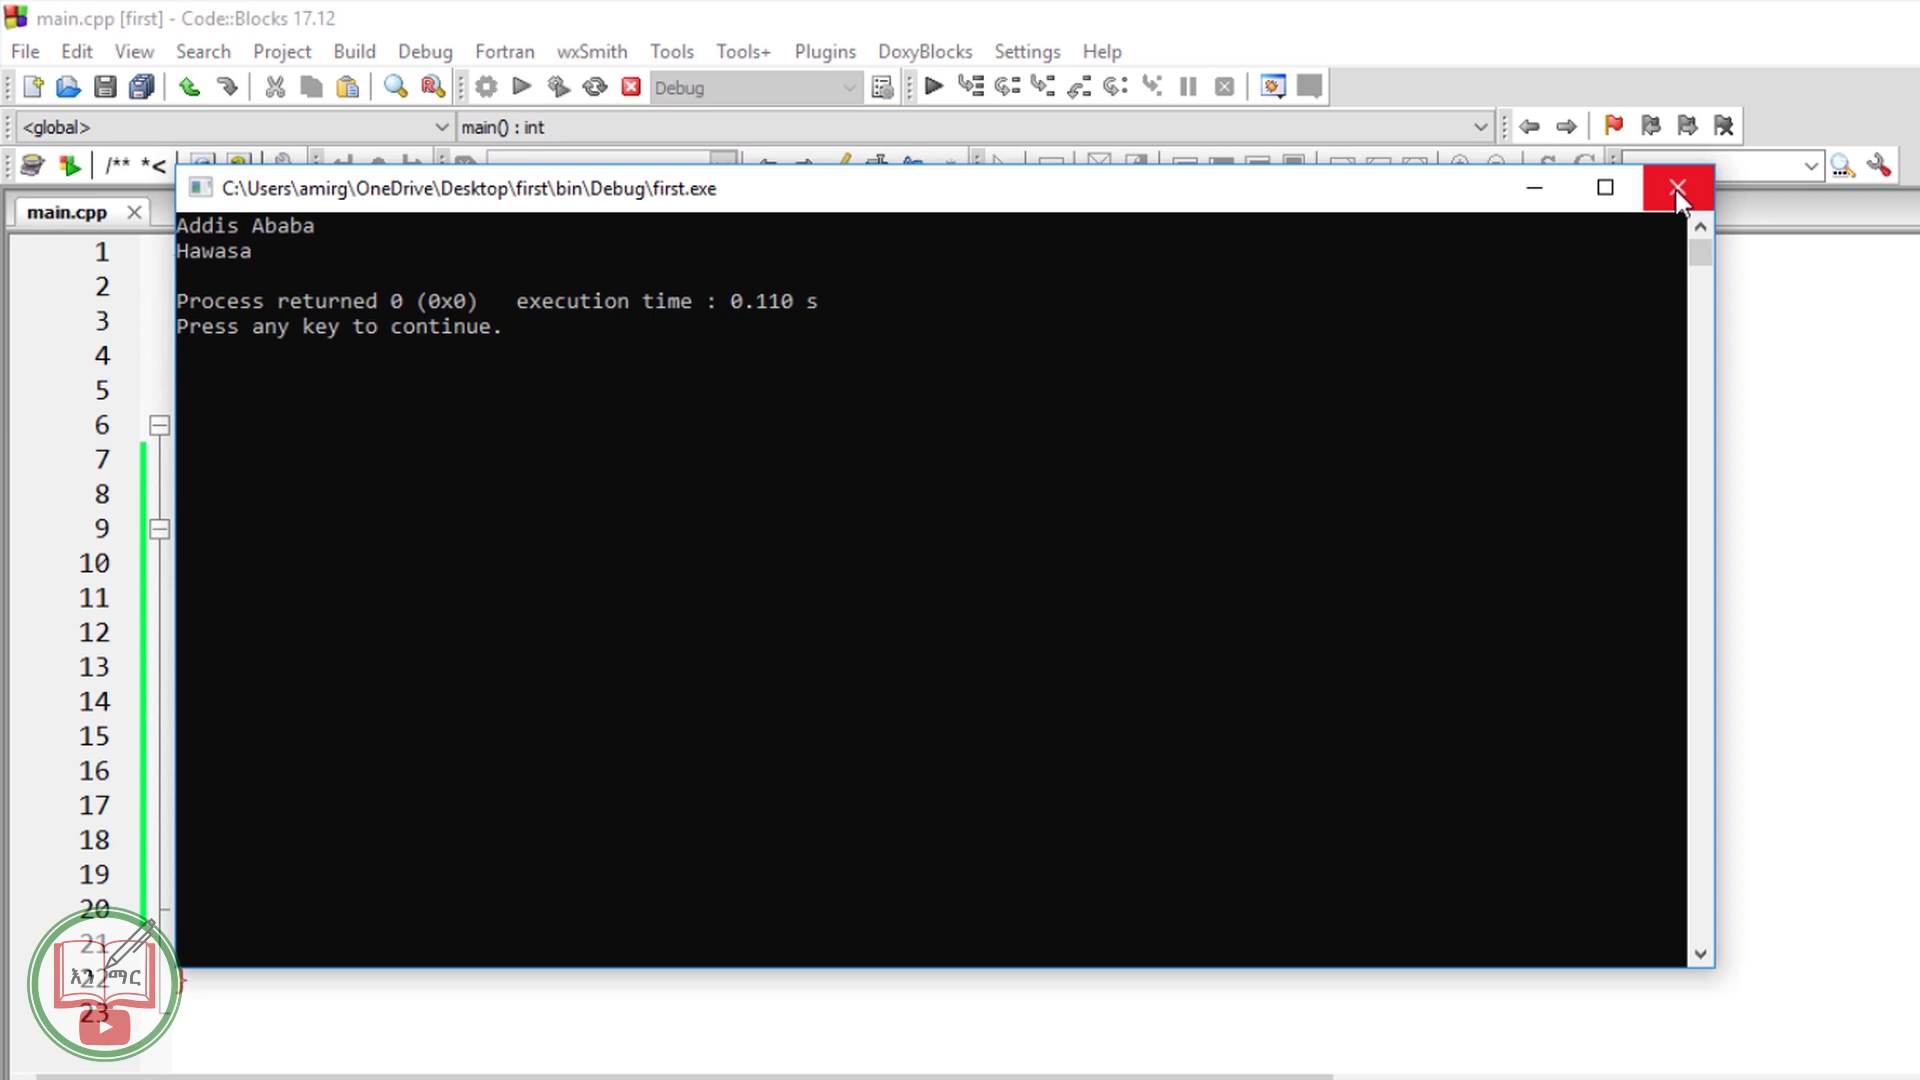 main.cpp [first] - Code::Blocks 17.12
File Edit View Search Project Build Debug Fortran wxSmith Tools Tools+ Plugins DoxyBlocks Settings Help
Debug
<global> main() : int
/** *<
C:\Users\amirg\OneDrive\Desktop\first\bin\Debug\first.exe
main.cpp
Addis Ababa
Hawasa
Process returned 0 (0x0) execution time : 0.110 s
Press any key to continue.
1
2
3
4
5
6
7
8
9
10
11
12
13
14
15
16
17
18
19
20
21
22 }
23
እንማር